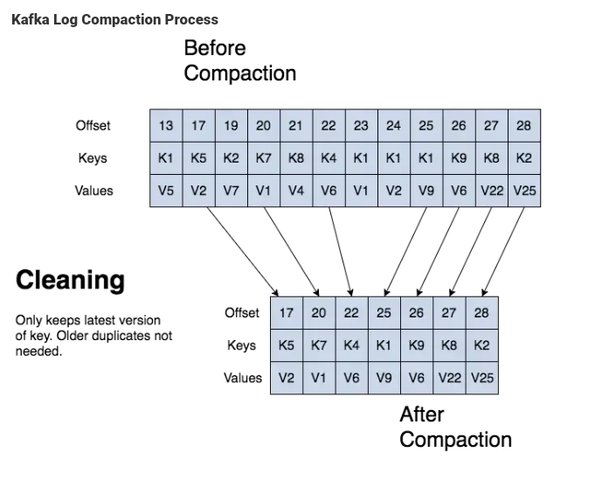 Kafka Log Compaction Process
Before
Compaction
Offset 13 17 19 20 21 22 23 24 25 26 27 28
Keys K1 K5 K2 K7 K8 K4 K1 K1 K1 K9 K8 K2
Values V5 V2 V7 V1 V4 V6 V1 V2 V9 V6 V22 V25
Cleaning
Only keeps latest version
of key. Older duplicates not
needed.
Offset 17 20 22 25 26 27 28
Keys K5 K7 K4 K1 K9 K8 K2
Values V2 V1 V6 V9 V6 V22 V25
After
Compaction